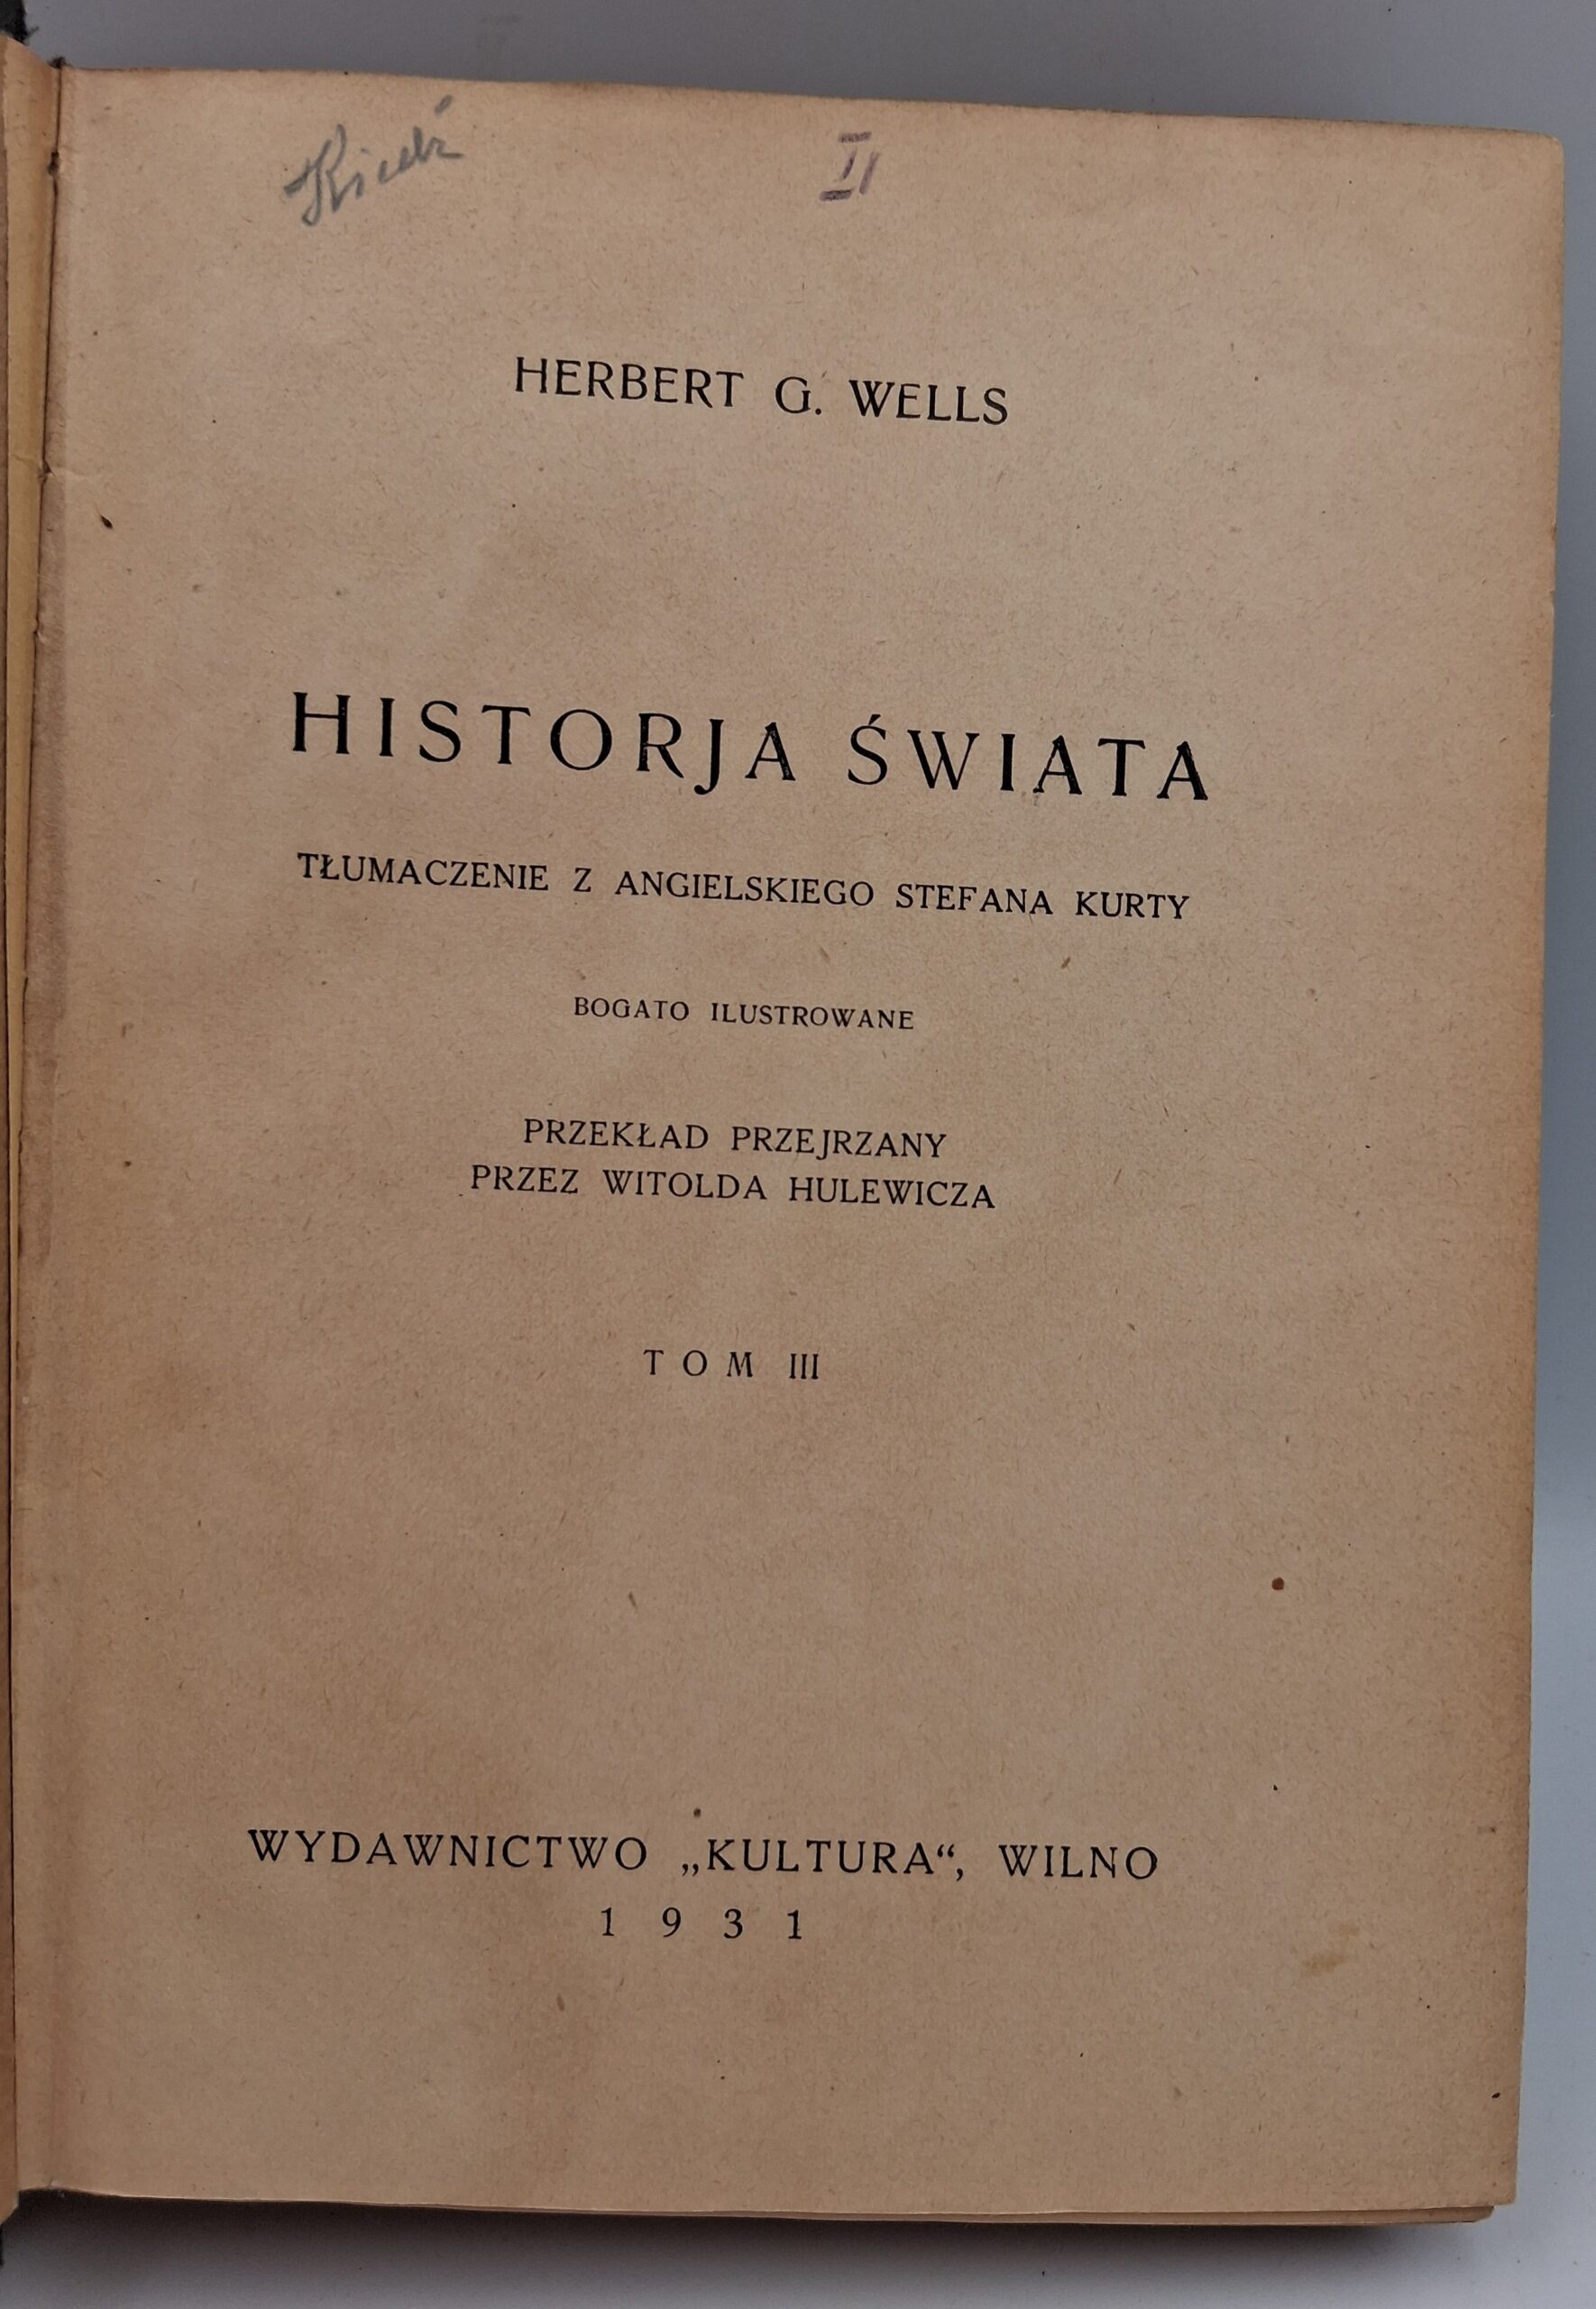 II
HERBERT G. WELLS
HISTORJA ŚWIATA
TŁUMACZENIE Z ANGIELSKIEGO STEFANA KURTY
BOGATO ILUSTROWANE
PRZEKŁAD PRZEJRZANY
PRZEZ WITOLDA HULEWICZA
TOM III
WYDAWNICTWO „KULTURA“, WILNO
1931